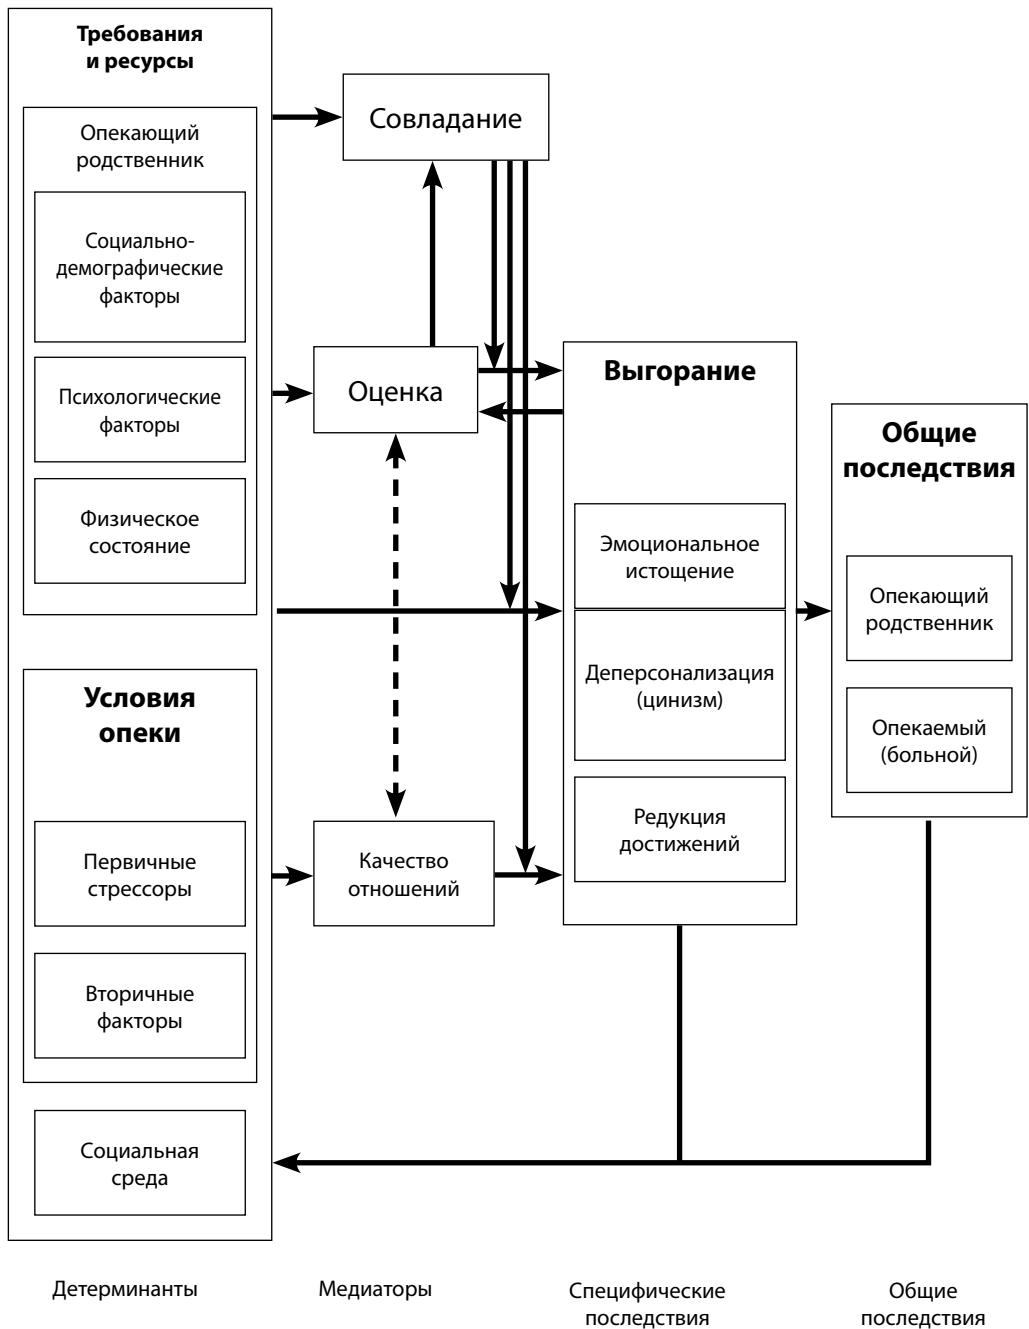 Требования
и ресурсы
Опекающий
родственник
Социально-
демографические
факторы
Психологические
факторы
Физическое
состояние
Условия
опеки
Первичные
стрессоры
Вторичные
факторы
Социальная
среда
Совладание
Оценка
Качество
отношений
Выгорание
Эмоциональное
истощение
Деперсонализация
(цинизм)
Редукция
достижений
Общие
последствия
Опекающий
родственник
Опекаемый
(больной)
Детерминанты
Медиаторы
Специфические
последствия
Общие
последствия